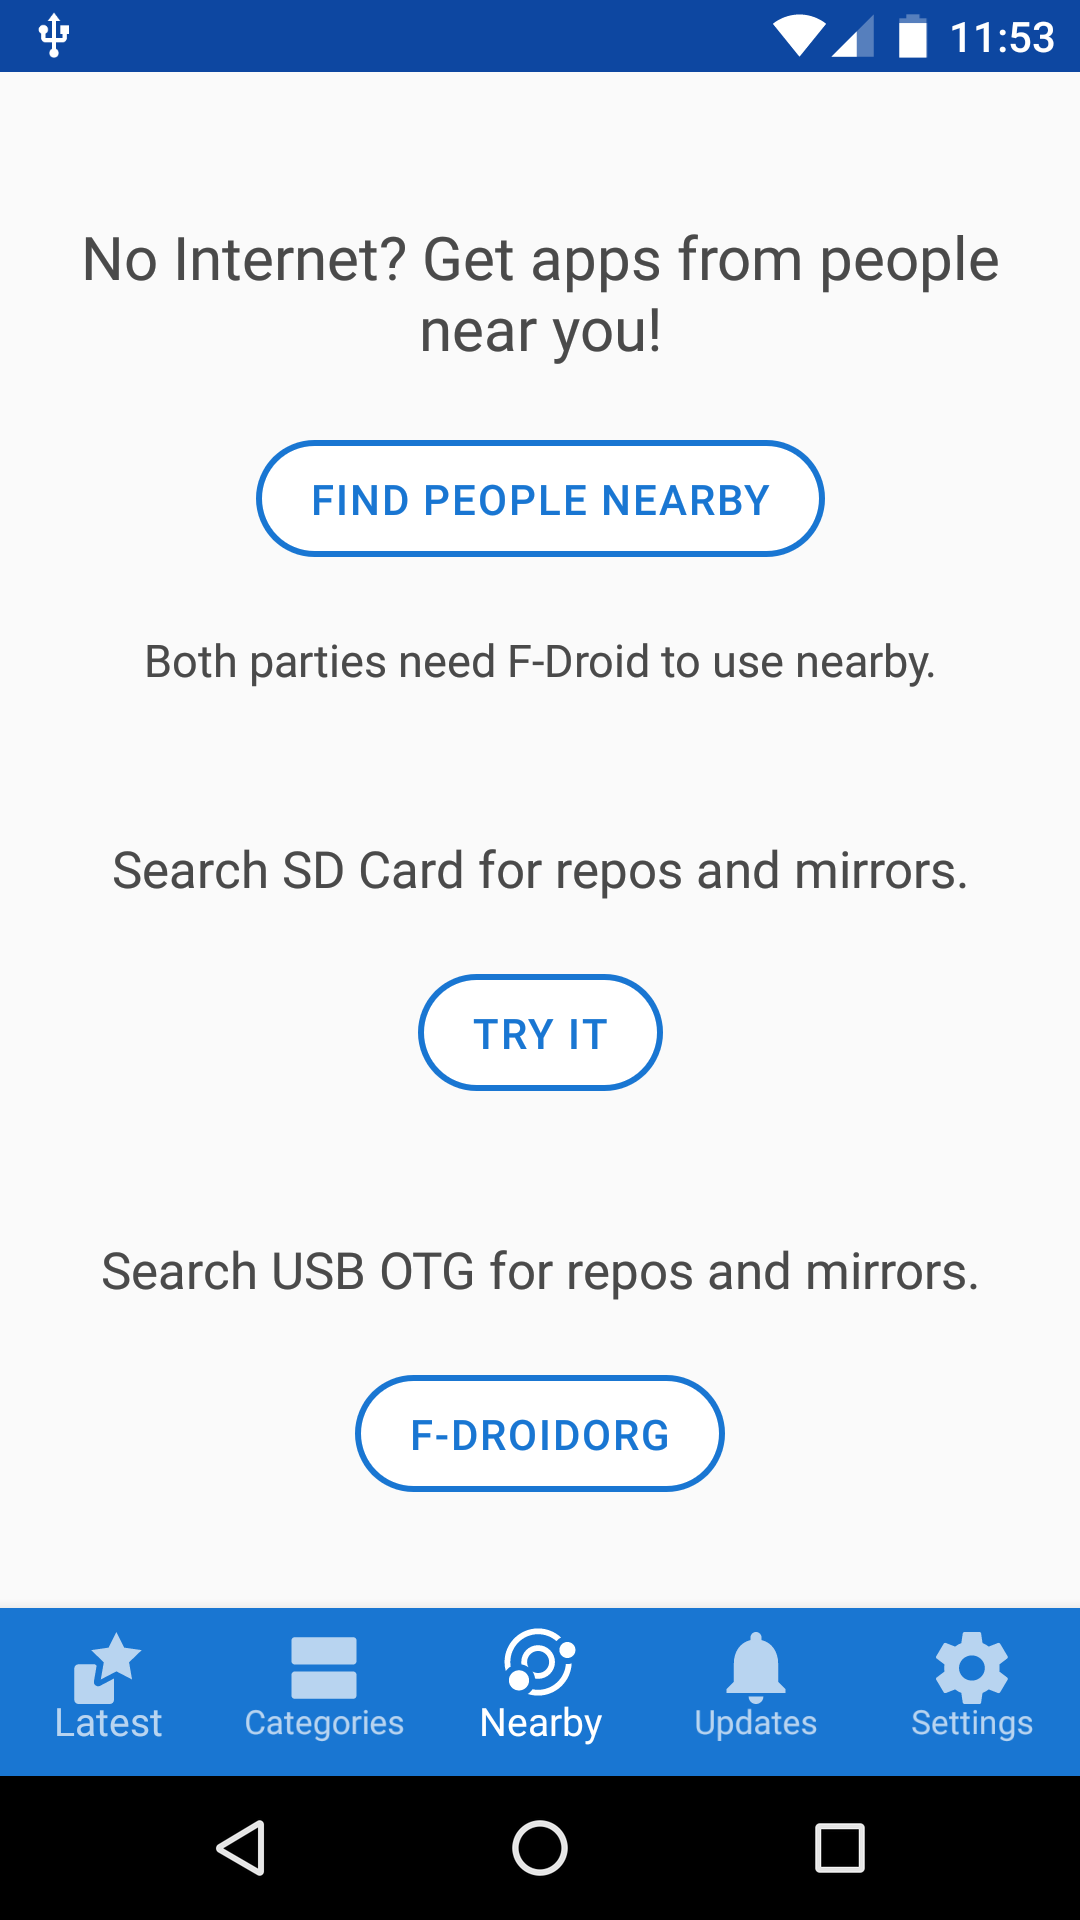 11:53
No Internet? Get apps from people
near you!
FIND PEOPLE NEARBY
Both parties need F-Droid to use nearby.
Search SD Card for repos and mirrors.
TRY IT
Search USB OTG for repos and mirrors.
F-DROIDORG
Latest Categories Nearby Updates Settings